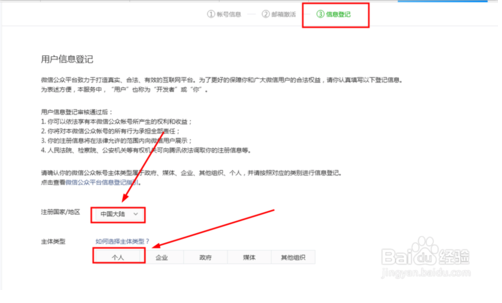 ① 帐号信息 — ② 邮箱激活 — ③ 信息登记
用户信息登记
微信公众平台致力于打造真实、合法、有效的互联网平台。为了更好的保障你和广大微信用户的合法权益，请你认真填写以下登记信息。
为表述方便，本服务中，“用户”也称为“开发者”或“你”。
用户信息登记审核通过后：
1. 你可以依法享有本微信公众帐号所产生的权利和收益；
2. 你将对本微信公众帐号的所有行为承担全部责任；
3. 你的注册信息将在法律允许的范围内向微信用户展示；
4. 人民法院、检察院、公安机关等有权机关可向腾讯依法调取你的注册信息等。
请确认你的微信公众帐号主体类型属于政府、媒体、企业、其他组织、个人，并请按照对应的类别进行信息登记。
点击查看微信公众平台信息登记指引。
注册国家/地区 中国大陆
主体类型 如何选择主体类型？
个人 企业 政府 媒体 其他组织
Baidu 经验
jingyan.baidu.com